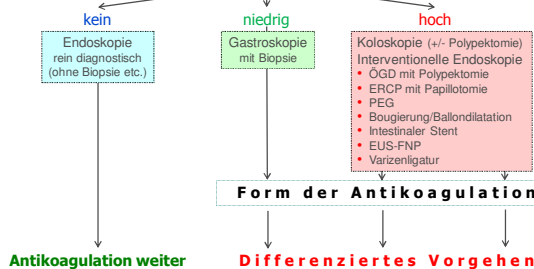 kein
niedrig
hoch
Endoskopie
rein diagnostisch
(ohne Biopsie etc.)
Gastroskopie
mit Biopsie
Koloskopie (+/- Polypektomie)
Interventionelle Endoskopie
• ÖGD mit Polypektomie
• ERCP mit Papillotomie
• PEG
• Bougierung/Ballondilatation
• Intestinaler Stent
• EUS-FNP
• Varizenligatur
Form der Antikoagulation
Antikoagulation weiter
Differenziertes Vorgehen